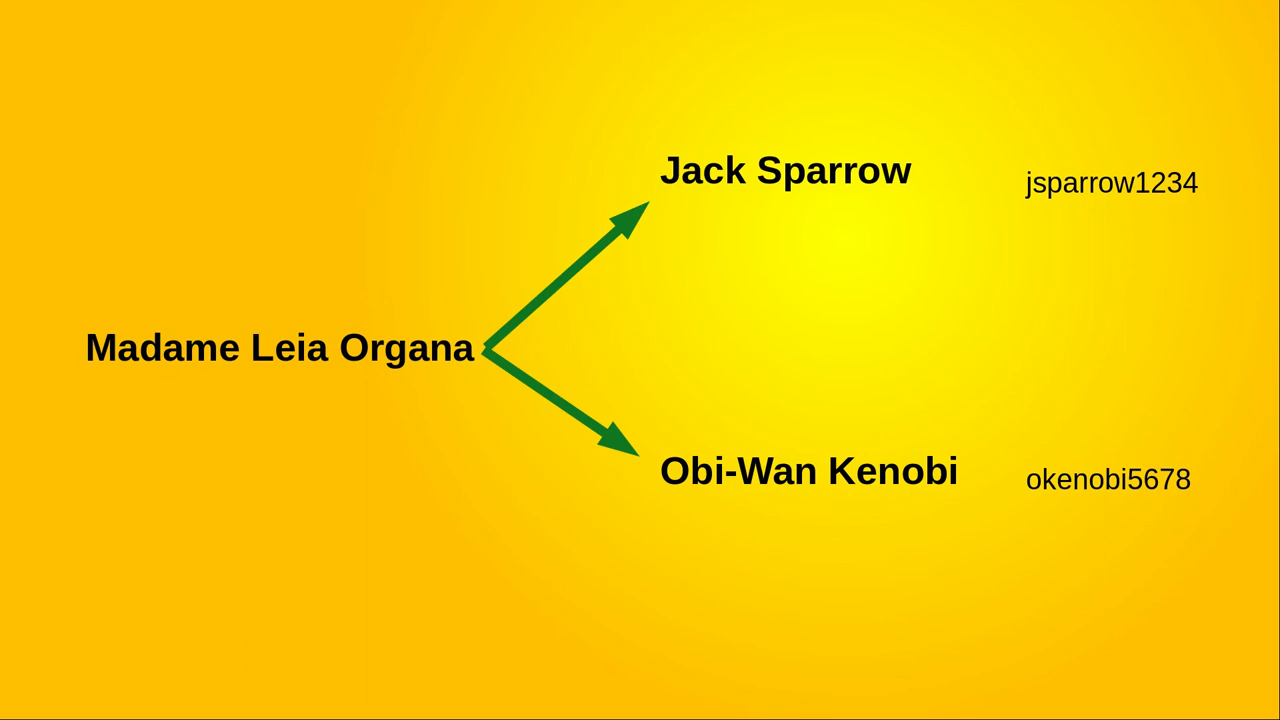 Jack Sparrow
jsparrow1234
Madame Leia Organa
Obi-Wan Kenobi
okenobi5678